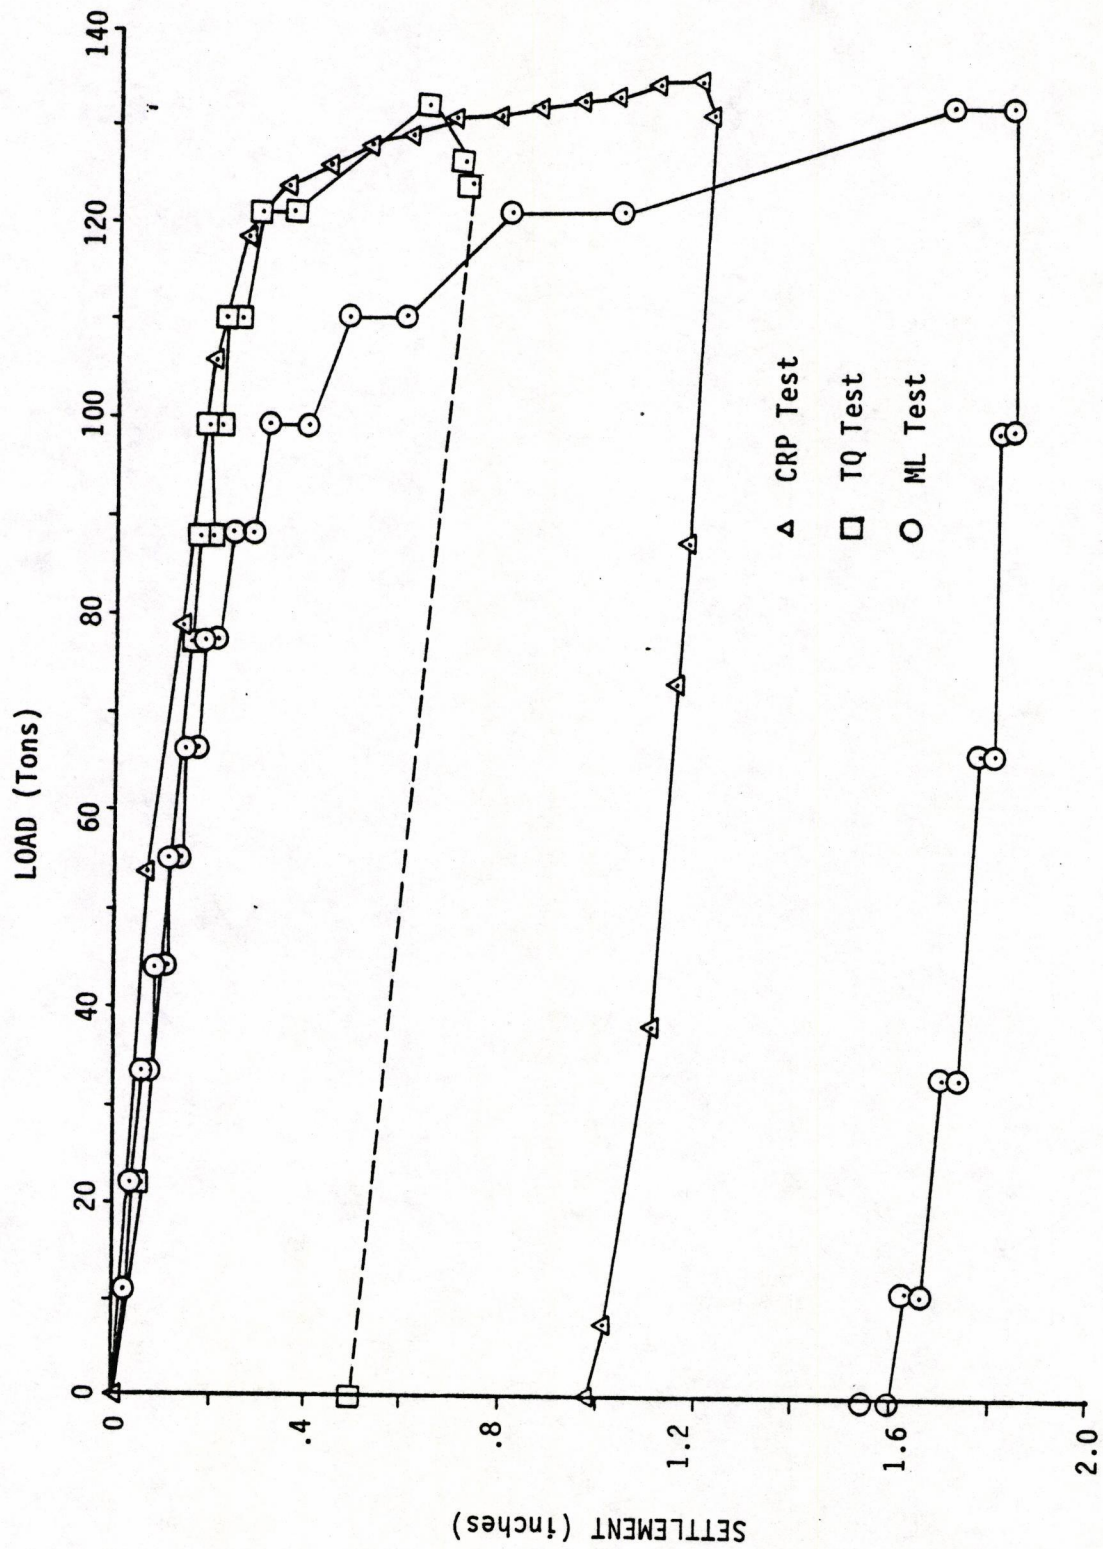 LOAD (Tons)
0 20 40 60 80 100 120 140
SETTLEMENT (inches)
0
.4
.8
1.2
1.6
2.0
CRP Test
TQ Test
ML Test